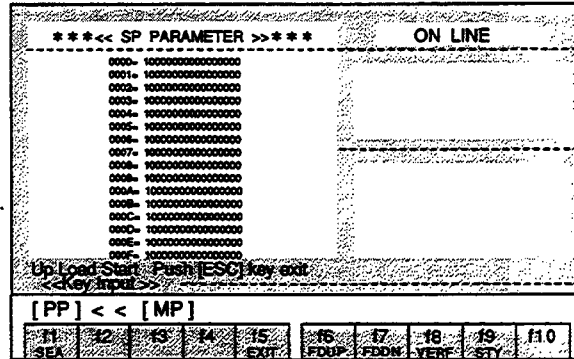 ***<< SP PARAMETER >>***
ON LINE
0000= 1000000000000000
0001= 1000000000000000
0002= 1000000000000000
0003= 1000000000000000
0004= 1000000000000000
0005= 1000000000000000
0006= 1000000000000000
0007= 1000000000000000
0008= 1000000000000000
0009= 1000000000000000
000A= 1000000000000000
000B= 1000000000000000
000C= 1000000000000000
000D= 1000000000000000
000E= 1000000000000000
000F= 1000000000000000
Up Load Start Push [ESC] key exit
<<Key Input>>
[PP] < < [MP]
f1 f2 f3 f4 f5 f6 f7 f8 f9 f10
SEA EXIT FDUP FDDN VERF STY